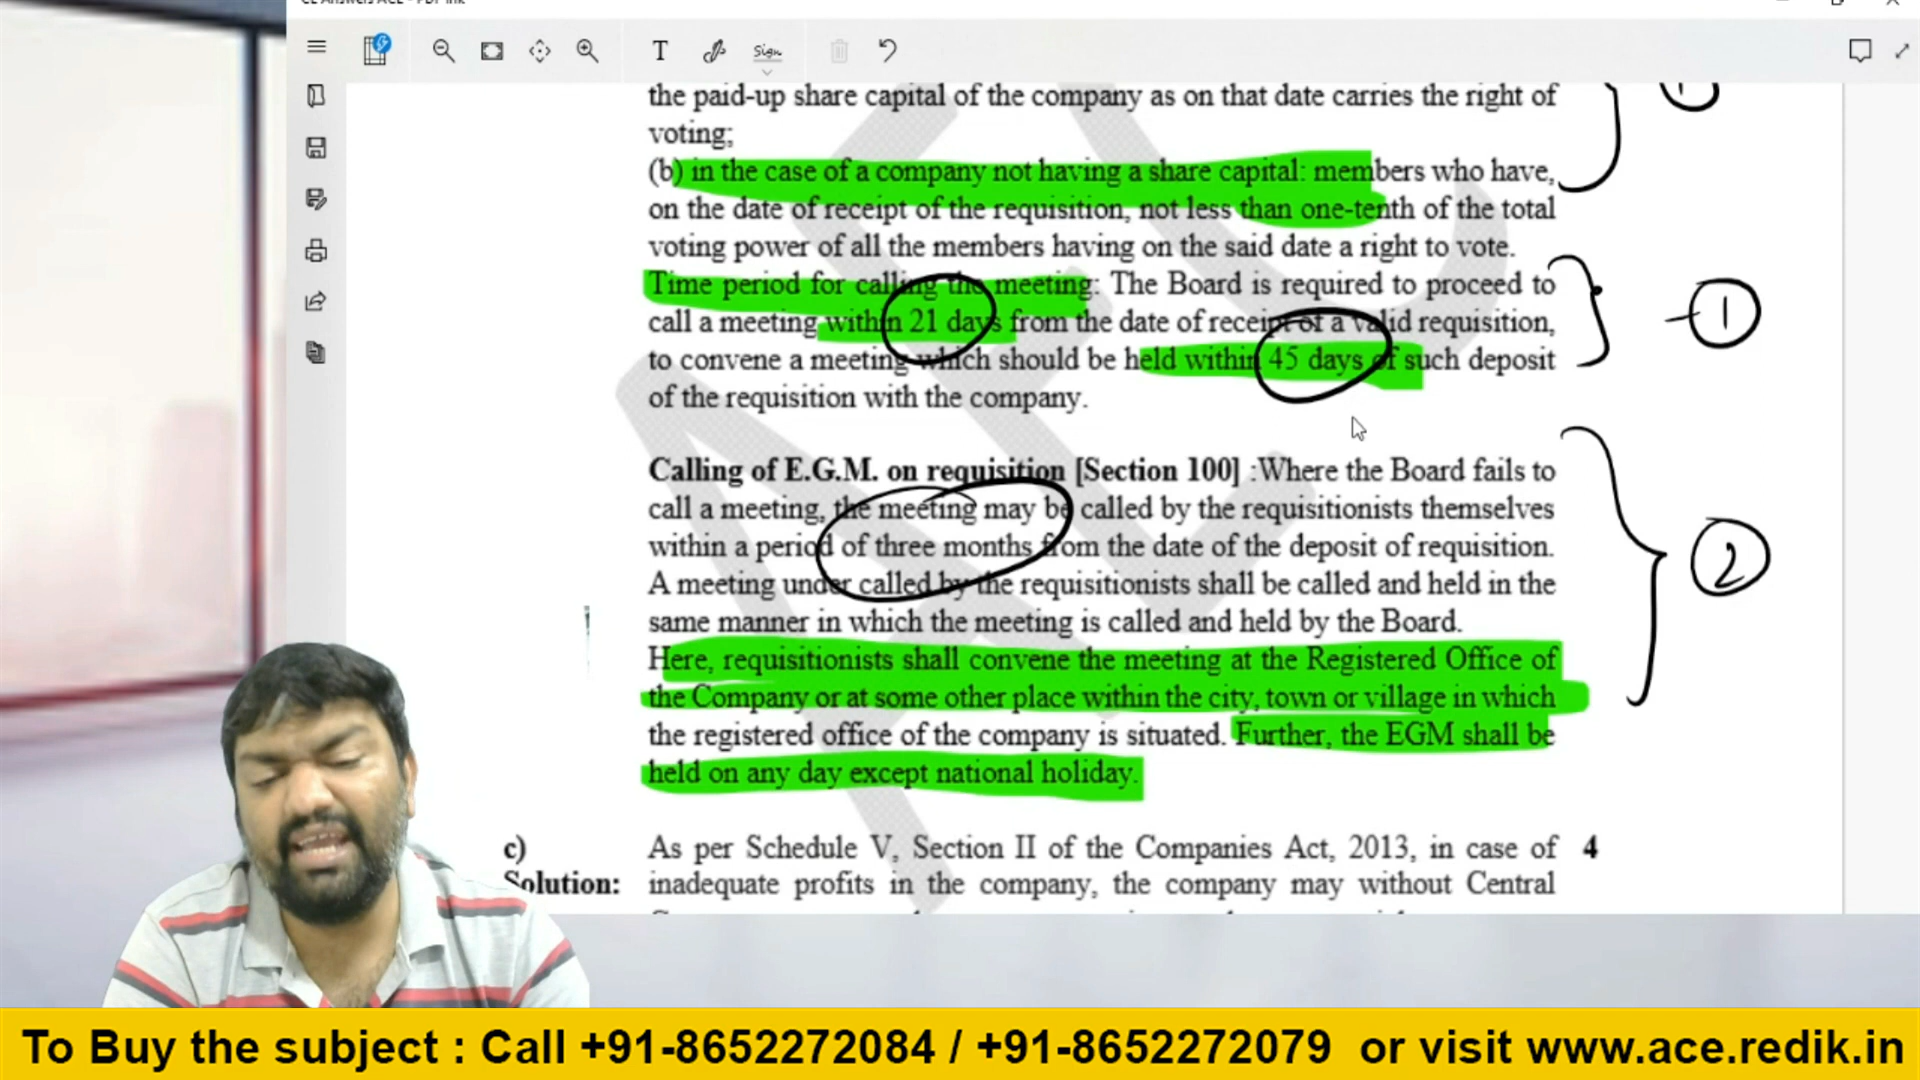 Sign
the paid-up share capital of the company as on that date carries the right of
voting;
(b) in the case of a company not having a share capital: members who have,
on the date of receipt of the requisition, not less than one-tenth of the total
voting power of all the members having on the said date a right to vote.
Time period for calling the meeting: The Board is required to proceed to
call a meeting within 21 days from the date of receipt of a valid requisition,
to convene a meeting which should be held within 45 days of such deposit
of the requisition with the company.
- 1
Calling of E.G.M. on requisition [Section 100] :Where the Board fails to
call a meeting, the meeting may be called by the requisitionists themselves
within a period of three months from the date of the deposit of requisition.
A meeting under called by the requisitionists shall be called and held in the
same manner in which the meeting is called and held by the Board.
Here, requisitionists shall convene the meeting at the Registered Office of
the Company or at some other place within the city, town or village in which
the registered office of the company is situated. Further, the EGM shall be
held on any day except national holiday.
2
c) As per Schedule V, Section II of the Companies Act, 2013, in case of 4
Solution: inadequate profits in the company, the company may without Central
To Buy the subject : Call +91-8652272084 / +91-8652272079 or visit www.ace.redik.in